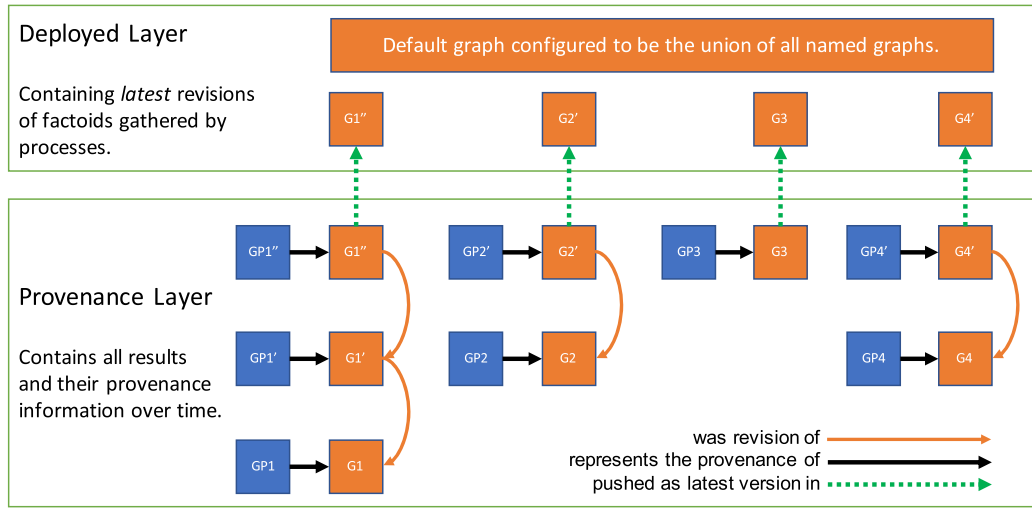 Deployed Layer
Default graph configured to be the union of all named graphs.
Containing latest revisions
of factoids gathered by
processes.
G1’’
G2’
G3
G4’
GP1’’
G1’’
GP2’
G2’
GP3
G3
GP4’
G4’
Provenance Layer
Contains all results
and their provenance
information over time.
GP1’
G1’
GP2
G2
GP4
G4
GP1
G1
was revision of
represents the provenance of
pushed as latest version in